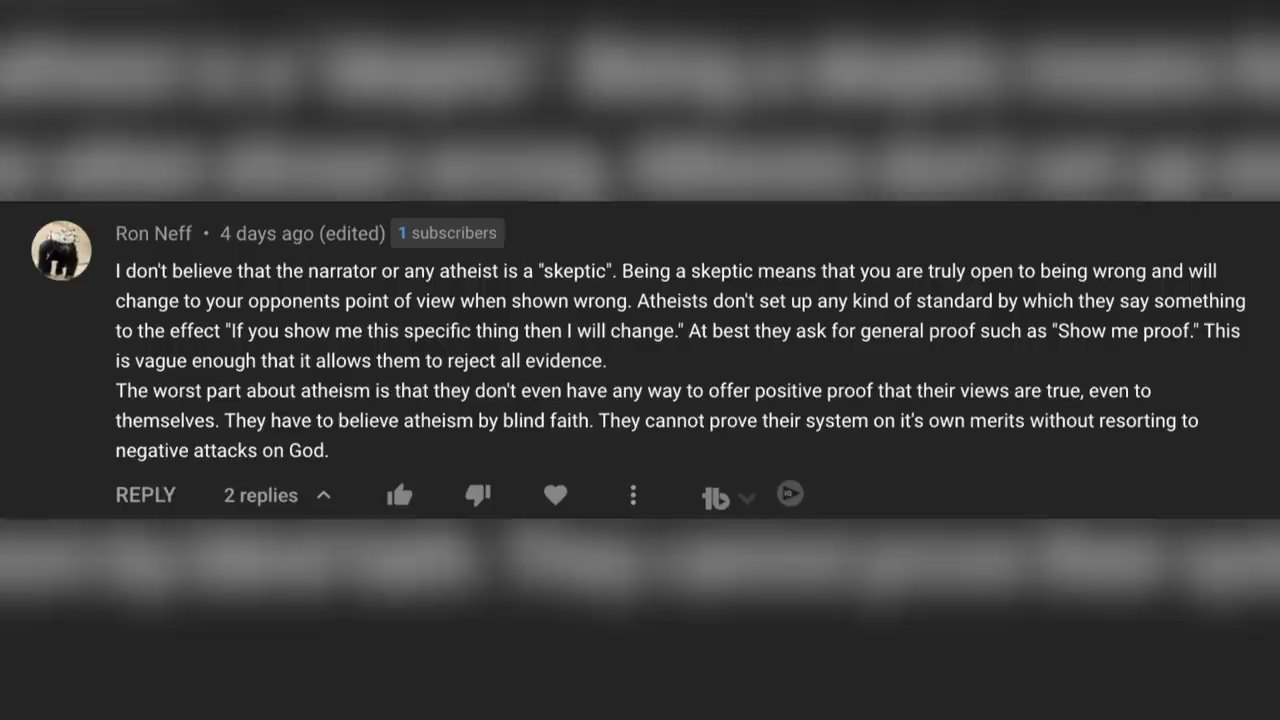 Ron Neff • 4 days ago (edited) 1 subscribers
I don't believe that the narrator or any atheist is a "skeptic". Being a skeptic means that you are truly open to being wrong and will
change to your opponents point of view when shown wrong. Atheists don't set up any kind of standard by which they say something
to the effect "If you show me this specific thing then I will change." At best they ask for general proof such as "Show me proof." This
is vague enough that it allows them to reject all evidence.
The worst part about atheism is that they don't even have any way to offer positive proof that their views are true, even to
themselves. They have to believe atheism by blind faith. They cannot prove their system on it's own merits without resorting to
negative attacks on God.
REPLY 2 replies